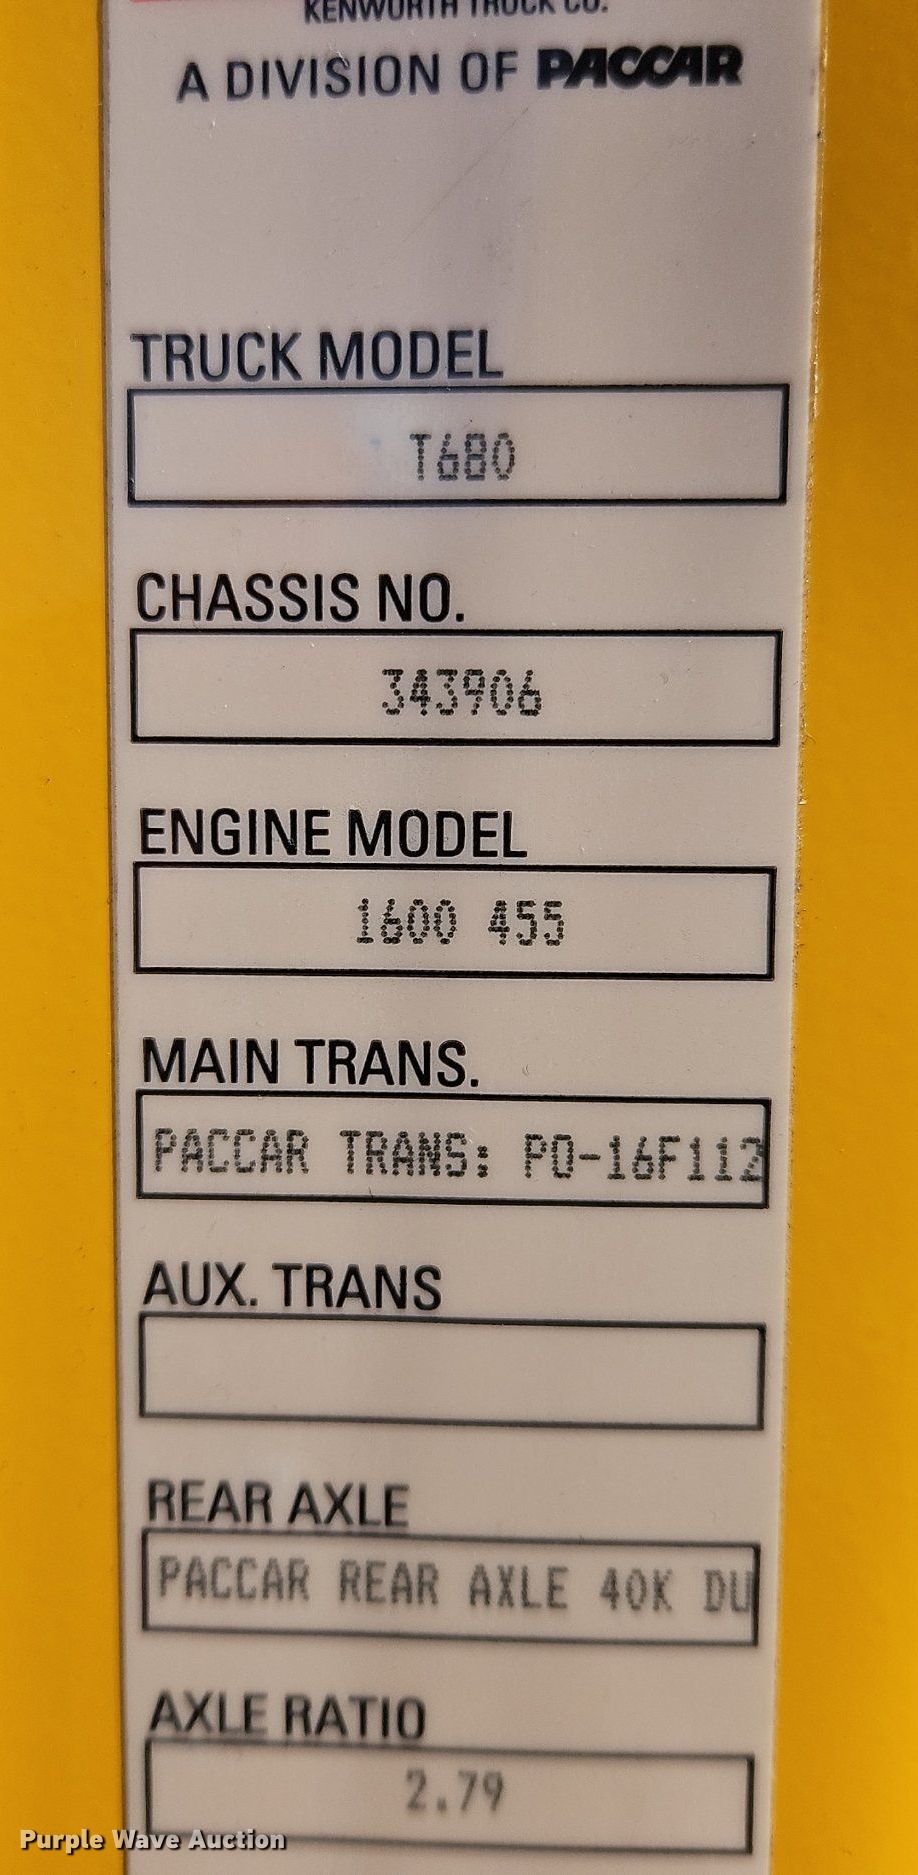 KENWORTH TRUCK CO.
A DIVISION OF PACCAR
TRUCK MODEL
T680
CHASSIS NO.
343906
ENGINE MODEL
1600 455
MAIN TRANS.
PACCAR TRANS: PO-16F112
AUX. TRANS
REAR AXLE
PACCAR REAR AXLE 40K DU
AXLE RATIO
2.79
Purple Wave Auction